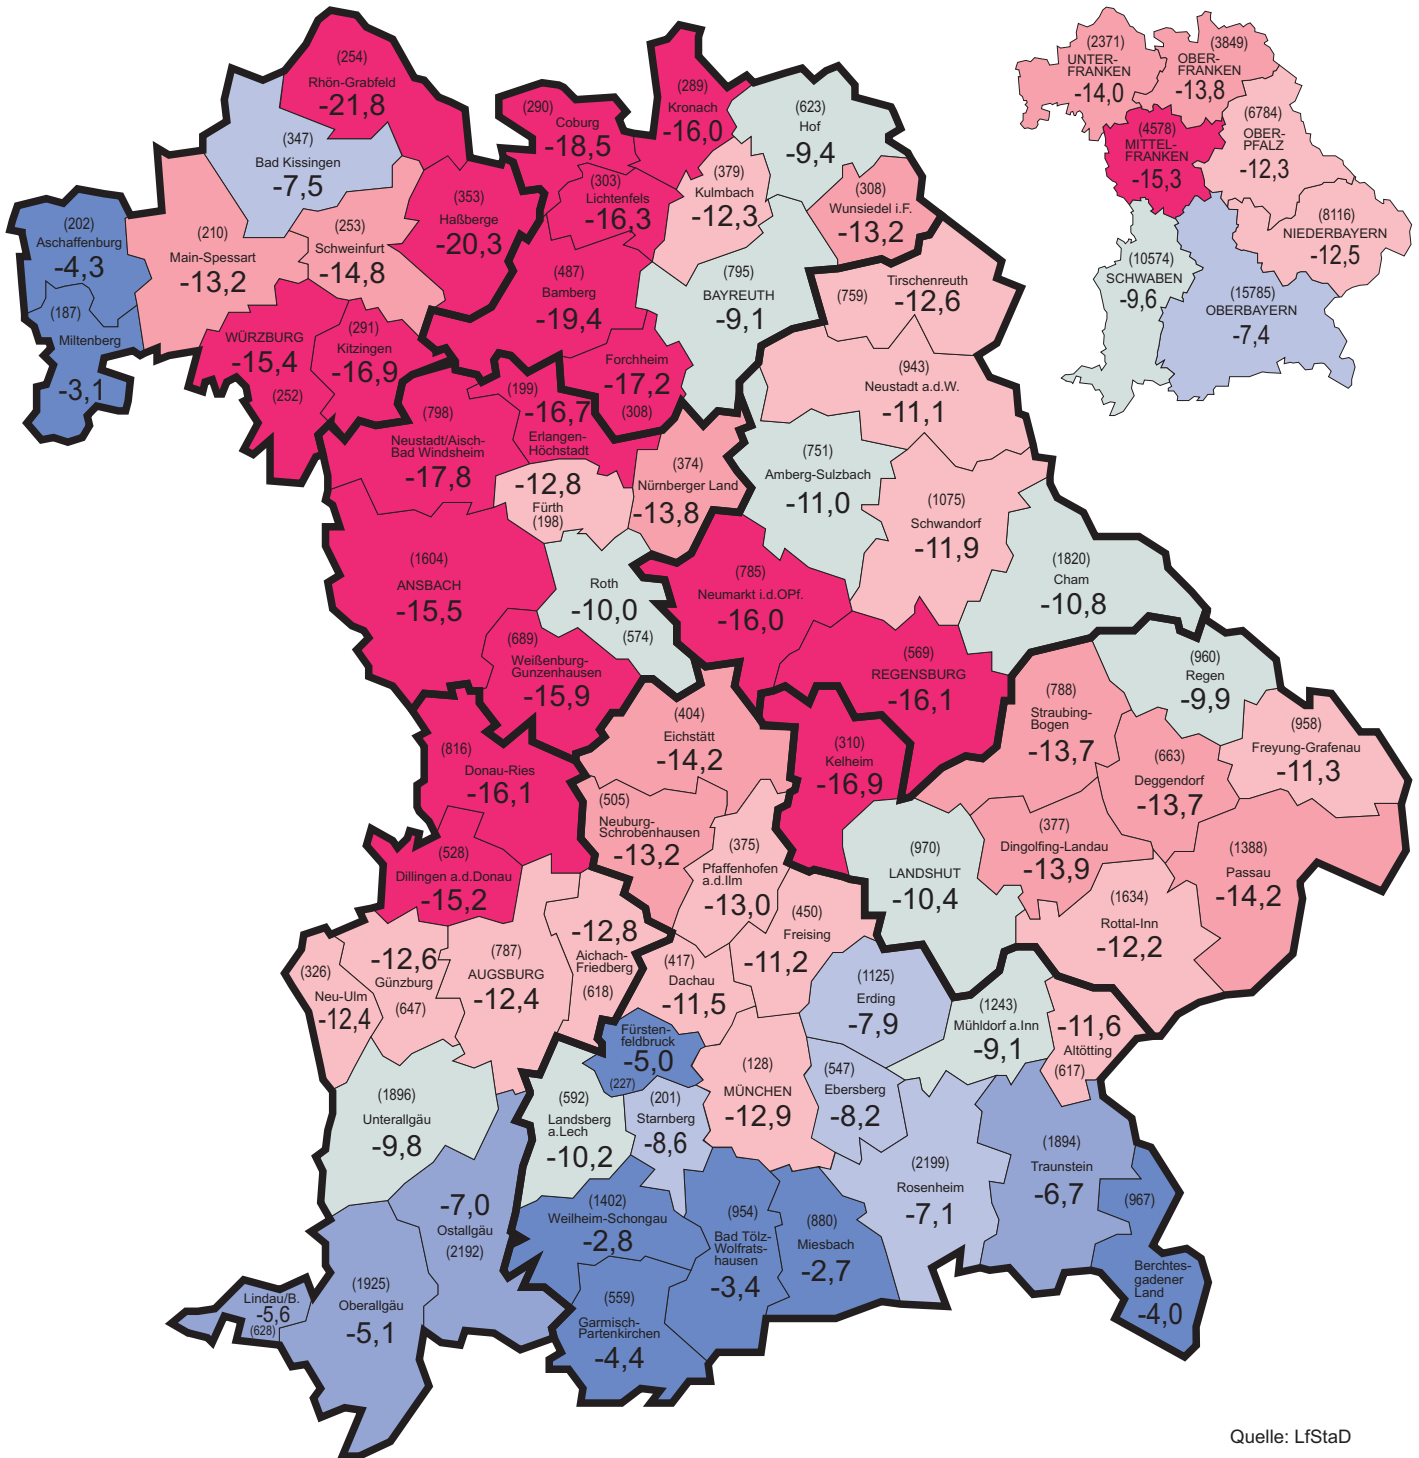 (254)
Rhön-Grabfeld
-21,8
(347)
Bad Kissingen
-7,5
(290)
Coburg
-18,5
(289)
Kronach
-16,0
(623)
Hof
-9,4
(303)
Lichtenfels
-16,3
(379)
Kulmbach
-12,3
(308)
Wunsiedel i.F.
-13,2
(353)
Haßberge
-20,3
(202)
Aschaffenburg
-4,3
(210)
Main-Spessart
-13,2
(253)
Schweinfurt
-14,8
(187)
Miltenberg
-3,1
WÜRZBURG
-15,4
(252)
(291)
Kitzingen
-16,9
(487)
Bamberg
-19,4
(795)
BAYREUTH
-9,1
Forchheim
-17,2
(308)
Tirschenreuth
(759)
-12,6
(943)
Neustadt a.d.W.
-11,1
(798)
Neustadt/Aisch-
Bad Windsheim
-17,8
(199)
-16,7
Erlangen-
Höchstadt
-12,8
Fürth
(198)
(374)
Nürnberger Land
-13,8
(751)
Amberg-Sulzbach
-11,0
(1075)
Schwandorf
-11,9
(1820)
Cham
-10,8
(1604)
ANSBACH
-15,5
Roth
-10,0
(574)
(689)
Weißenburg-
Gunzenhausen
-15,9
(785)
Neumarkt i.d.OPf.
-16,0
(569)
REGENSBURG
-16,1
(788)
Straubing-
Bogen
-13,7
(960)
Regen
-9,9
(958)
Freyung-Grafenau
-11,3
(663)
Deggendorf
-13,7
(404)
Eichstätt
-14,2
(310)
Kelheim
-16,9
(816)
Donau-Ries
-16,1
(505)
Neuburg-
Schrobenhausen
-13,2
(375)
Pfaffenhofen
a.d.Ilm
-13,0
(970)
LANDSHUT
-10,4
(377)
Dingolfing-Landau
-13,9
(1388)
Passau
-14,2
(1634)
Rottal-Inn
-12,2
(528)
Dillingen a.d.Donau
-15,2
(326)
Neu-Ulm
-12,4
-12,6
Günzburg
(647)
(787)
AUGSBURG
-12,4
-12,8
Aichach-
Friedberg
(618)
(417)
Dachau
-11,5
(450)
Freising
-11,2
(1125)
Erding
-7,9
(1243)
Mühldorf a.Inn
-9,1
-11,6
Altötting
(617)
Fürsten-
feldbruck
-5,0
(227)
(128)
MÜNCHEN
-12,9
(547)
Ebersberg
-8,2
(1896)
Unterallgäu
-9,8
(592)
Landsberg
a.Lech
-10,2
(201)
Starnberg
-8,6
(2199)
Rosenheim
-7,1
(1894)
Traunstein
-6,7
(967)
Berchtes-
gadener
Land
-4,0
-7,0
Ostallgäu
(2192)
(1402)
Weilheim-Schongau
-2,8
(954)
Bad Tölz-
Wolfrats-
hausen
-3,4
(880)
Miesbach
-2,7
Lindau/B.
-5,6
(628)
(1925)
Oberallgäu
-5,1
(559)
Garmisch-
Partenkirchen
-4,4
(2371)
UNTER-
FRANKEN
-14,0
(3849)
OBER-
FRANKEN
-13,8
(4578)
MITTEL-
FRANKEN
-15,3
(6784)
OBER-
PFALZ
-12,3
(8116)
NIEDERBAYERN
-12,5
(10574)
SCHWABEN
-9,6
(15785)
OBERBAYERN
-7,4
Quelle: LfStaD